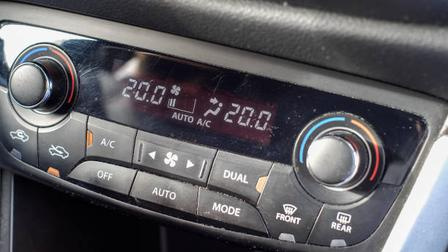 20.0 20.0
AUTO A/C
A/C
DUAL
OFF
AUTO
MODE
FRONT
REAR